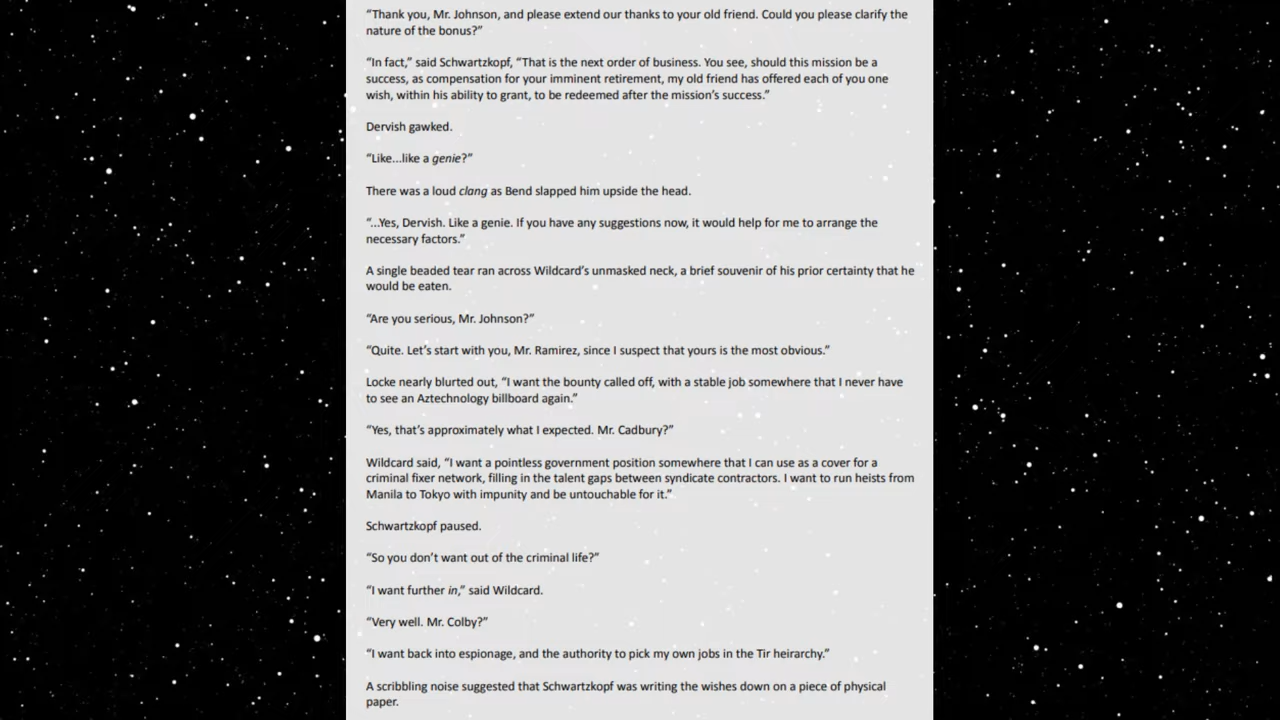 “Thank you, Mr. Johnson, and please extend our thanks to your old friend. Could you please clarify the
nature of the bonus?”
“In fact,” said Schwartzkopf, “That is the next order of business. You see, should this mission be a
success, as compensation for your imminent retirement, my old friend has offered each of you one
wish, within his ability to grant, to be redeemed after the mission’s success.”
Dervish gawked.
“Like...like a genie?”
There was a loud clang as Bend slapped him upside the head.
“...Yes, Dervish. Like a genie. If you have any suggestions now, it would help for me to arrange the
necessary factors.”
A single beaded tear ran across Wildcard’s unmasked neck, a brief souvenir of his prior certainty that he
would be eaten.
“Are you serious, Mr. Johnson?”
“Quite. Let’s start with you, Mr. Ramirez, since I suspect that yours is the most obvious.”
Locke nearly blurted out, “I want the bounty called off, with a stable job somewhere that I never have
to see an Aztechnology billboard again.”
“Yes, that’s approximately what I expected. Mr. Cadbury?”
Wildcard said, “I want a pointless government position somewhere that I can use as a cover for a
criminal fixer network, filling in the talent gaps between syndicate contractors. I want to run heists from
Manila to Tokyo with impunity and be untouchable for it.”
Schwartzkopf paused.
“So you don’t want out of the criminal life?”
“I want further in,” said Wildcard.
“Very well. Mr. Colby?”
“I want back into espionage, and the authority to pick my own jobs in the Tir heirarchy.”
A scribbling noise suggested that Schwartzkopf was writing the wishes down on a piece of physical
paper.